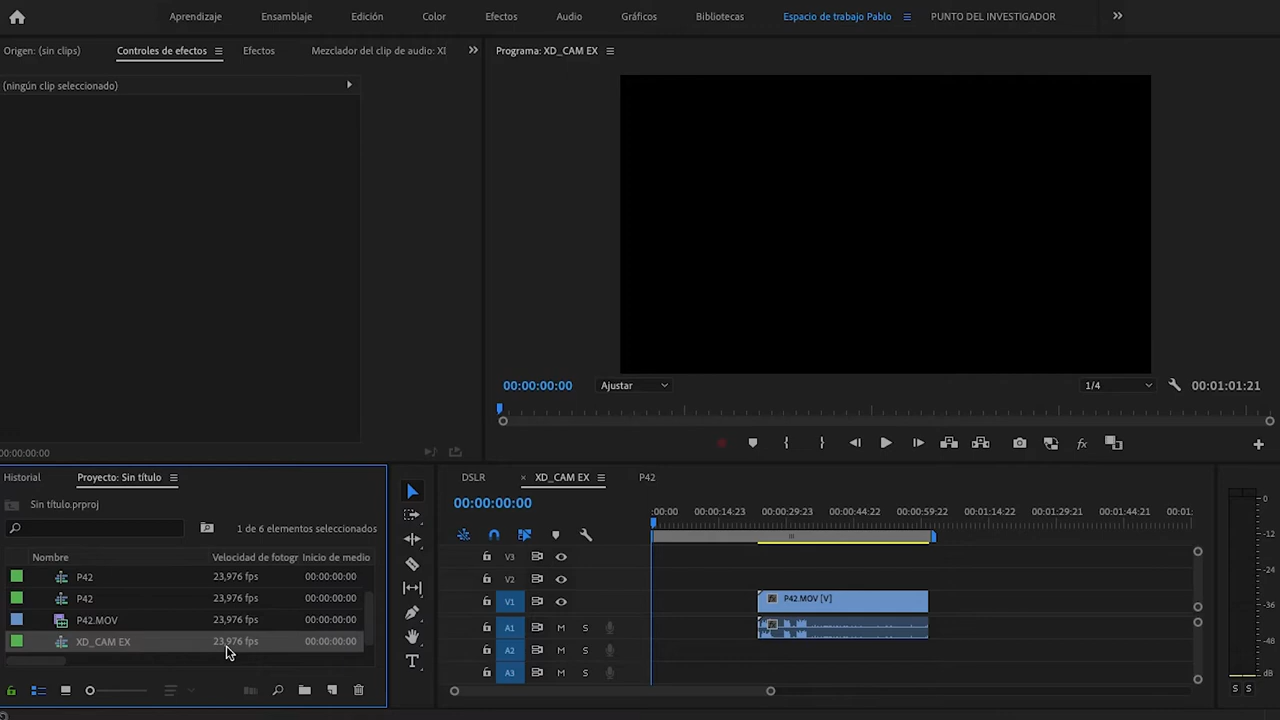 Aprendizaje Ensamblaje Edición Color Efectos Audio Gráficos Bibliotecas Espacio de trabajo Pablo PUNTO DEL INVESTIGADOR
Origen: (sin clips) Controles de efectos Efectos Mezclador del clip de audio: XI
Programa: XD_CAM EX
(ningún clip seleccionado)
00:00:00:00 Ajustar 1/4 00:01:01:21
00:00:00:00
Historial Proyecto: Sin título
DSLR × XD_CAM EX P42
Sin título.prproj
00:00:00:00
1 de 6 elementos seleccionados
:00:00 00:00:14:23 00:00:29:23 00:00:44:22 00:00:59:22 00:01:14:22 00:01:29:21 00:01:44:21 00:01:
Nombre Velocidad de fotogr Inicio de medio
P42 23,976 fps 00:00:00:00
P42 23,976 fps 00:00:00:00
P42.MOV 23,976 fps 00:00:00:00
XD_CAM EX 23,976 fps 00:00:00:00
V3
V2
V1 P42.MOV [V]
A1 M S
A2 M S
A3 M S
0
-12
-24
-36
-48
dB
S S